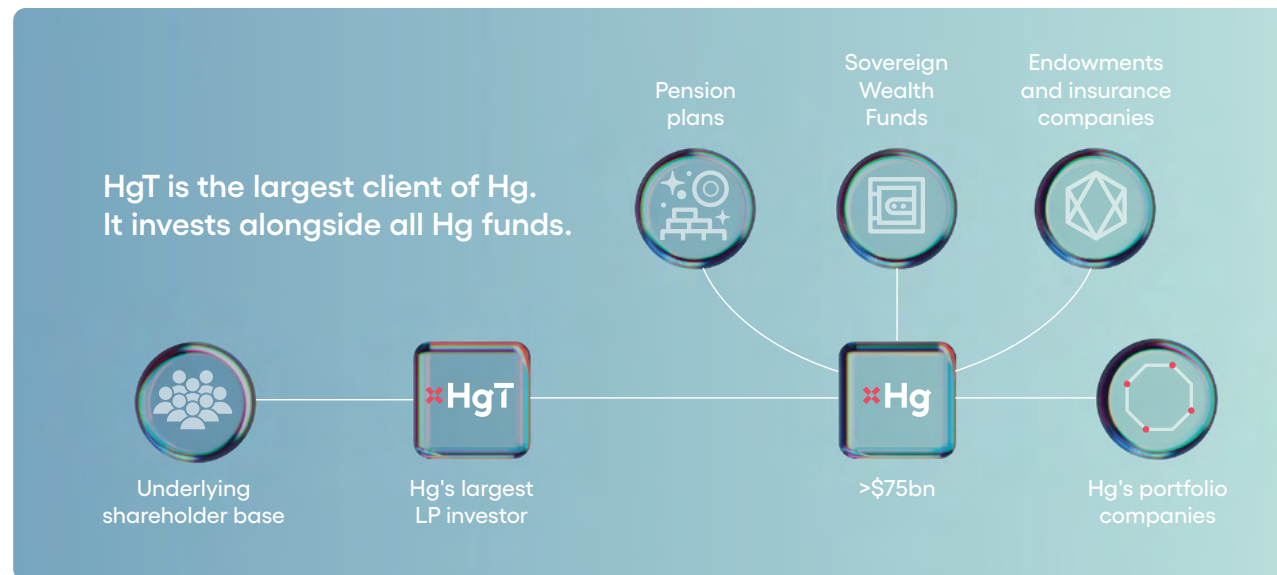 Sovereign
Wealth
Funds
Endowments
and insurance
companies
Pension
plans
HgT is the largest client of Hg.
It invests alongside all Hg funds.
HgT
Hg
Underlying
shareholder base
Hg's largest
LP investor
>$75bn
Hg's portfolio
companies